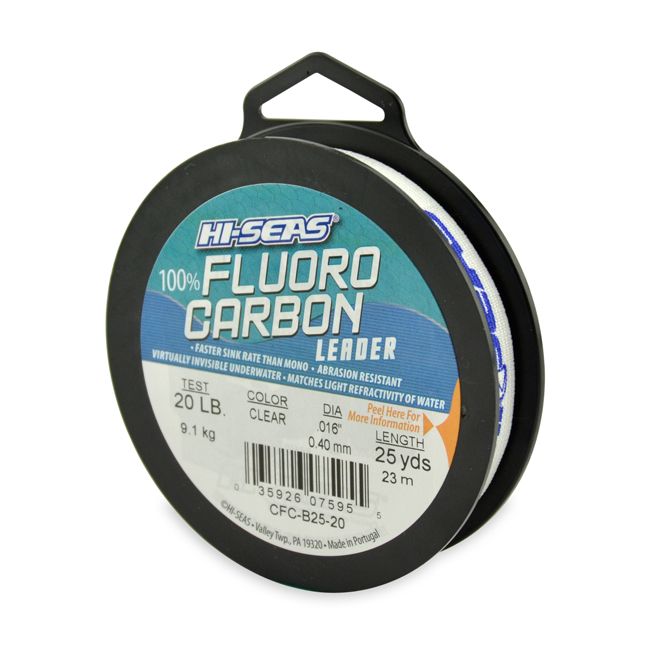 HI-SEAS®
100% FLUORO
CARBON
LEADER
• FASTER SINK RATE THAN MONO • ABRASION RESISTANT
VIRTUALLY INVISIBLE UNDERWATER • MATCHES LIGHT REFRACTIVITY OF WATER
Peel Here For
More Information
TEST COLOR DIA LENGTH
20 LB. CLEAR .016" 25 yds
9.1 kg 0.40 mm 23 m
0 35926 07595 5
CFC-B25-20
©HI-SEAS • Valley Twp., PA 19320 • Made in Portugal